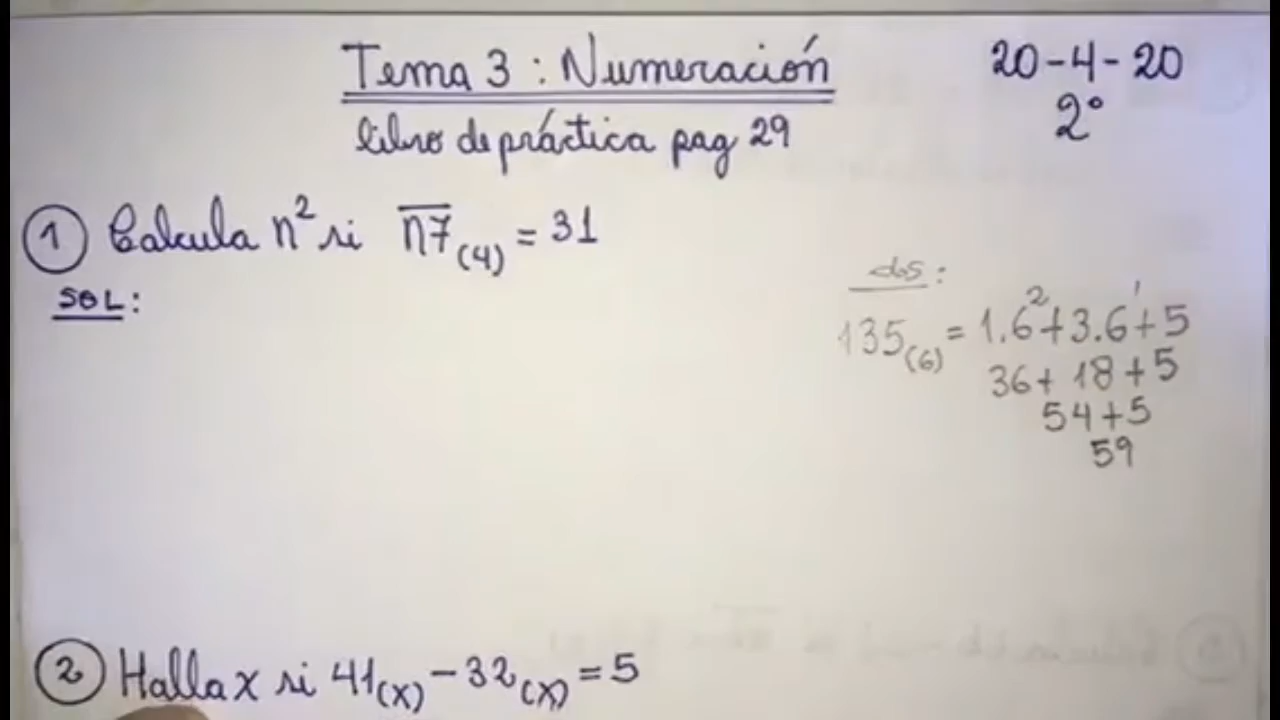 Tema 3 : Numeración
20-4-20
2°
libro de práctica pag 29
1 Calcula n² si n̅7̅₍₄₎ = 31
SOL:
obs:
135₍₆₎ = 1.6²+3.6¹+5
36+ 18+5
54+5
59
2 Halla x si 41₍ₓ₎ - 32₍ₓ₎ = 5